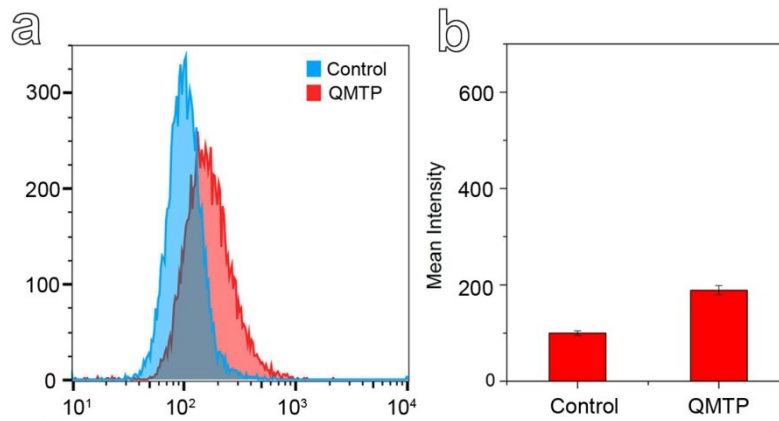 a
Control
QMTP
300
200
100
0
10¹
10²
10³
10⁴
b
Mean Intensity
600
400
200
0
Control
QMTP